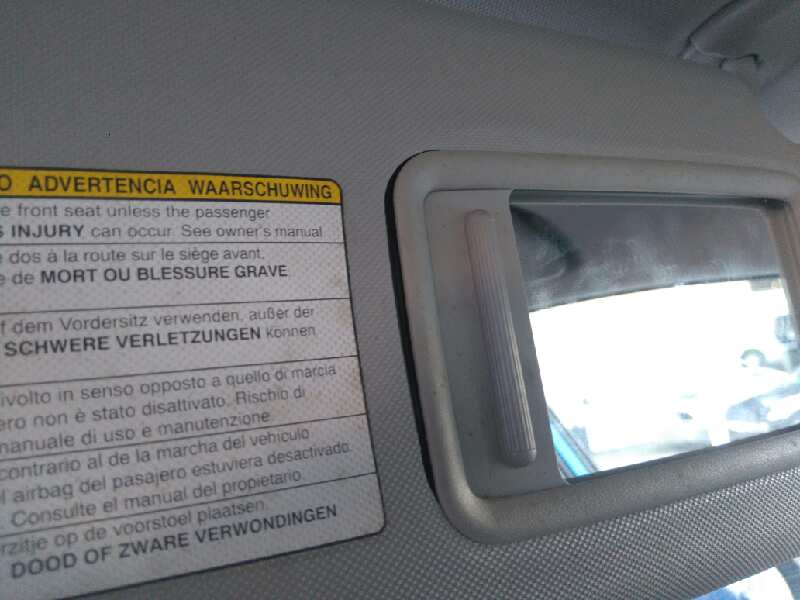 O ADVERTENCIA WAARSCHUWING
e front seat unless the passenger
S INJURY can occur. See owner's manual
e dos à la route sur le siège avant,
e de MORT OU BLESSURE GRAVE
f dem Vordersitz verwenden, außer der
SCHWERE VERLETZUNGEN können
ivolto in senso opposto a quello di marcia
ero non è stato disattivato. Rischio di
manuale di uso e manutenzione.
contrario al de la marcha del vehiculo
el airbag del pasajero estuviera desactivado.
. Consulte el manual del propietario.
rzitje op de voorstoel plaatsen.
DOOD OF ZWARE VERWONDINGEN